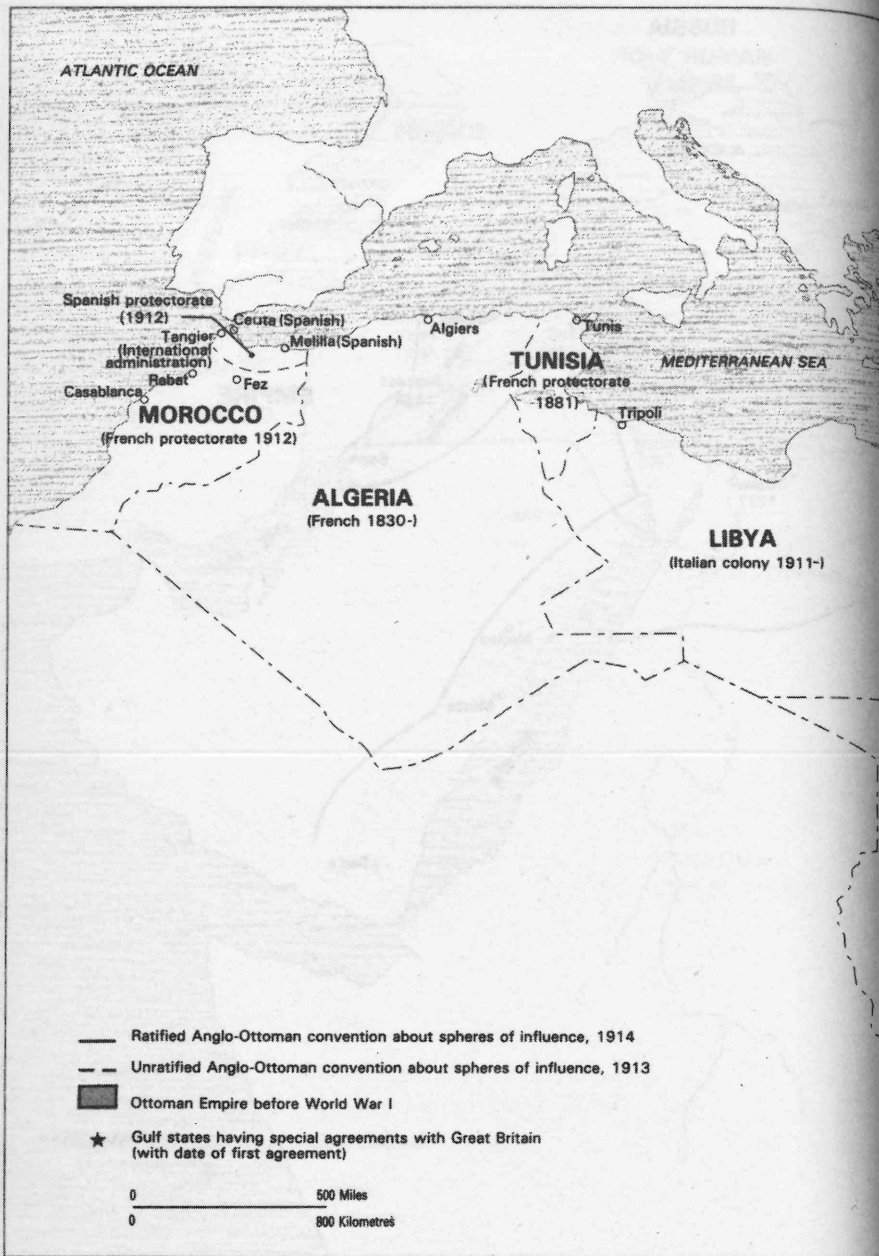 ATLANTIC OCEAN
Spanish protectorate
(1912)
Ceuta (Spanish)
Tangier
(International
administration)
Melilla (Spanish)
Algiers
Tunis
Rabat
Fez
Casablanca
TUNISIA
(French protectorate
1881)
MEDITERRANEAN SEA
MOROCCO
(French protectorate 1912)
Tripoli
ALGERIA
(French 1830-)
LIBYA
(Italian colony 1911-)
Ratified Anglo-Ottoman convention about spheres of influence, 1914
Unratified Anglo-Ottoman convention about spheres of influence, 1913
Ottoman Empire before World War I
Gulf states having special agreements with Great Britain
(with date of first agreement)
0 500 Miles
0 800 Kilometres